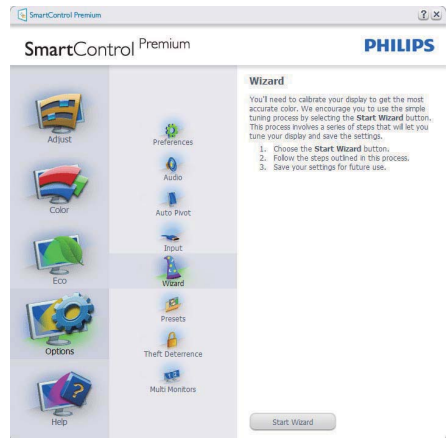 SmartControl Premium
? x
SmartControl Premium
PHILIPS
Adjust
Color
Eco
Options
Help
Preferences
Audio
Auto Pivot
Input
Wizard
Presets
Theft Deterrence
Multi Monitors
Wizard
You'll need to calibrate your display to get the most
accurate color. We encourage you to use the simple
tuning process by selecting the Start Wizard button.
This process involves a series of steps that will let you
tune your display and save the settings.
1. Choose the Start Wizard button.
2. Follow the steps outlined in this process.
3. Save your settings for future use.
Start Wizard